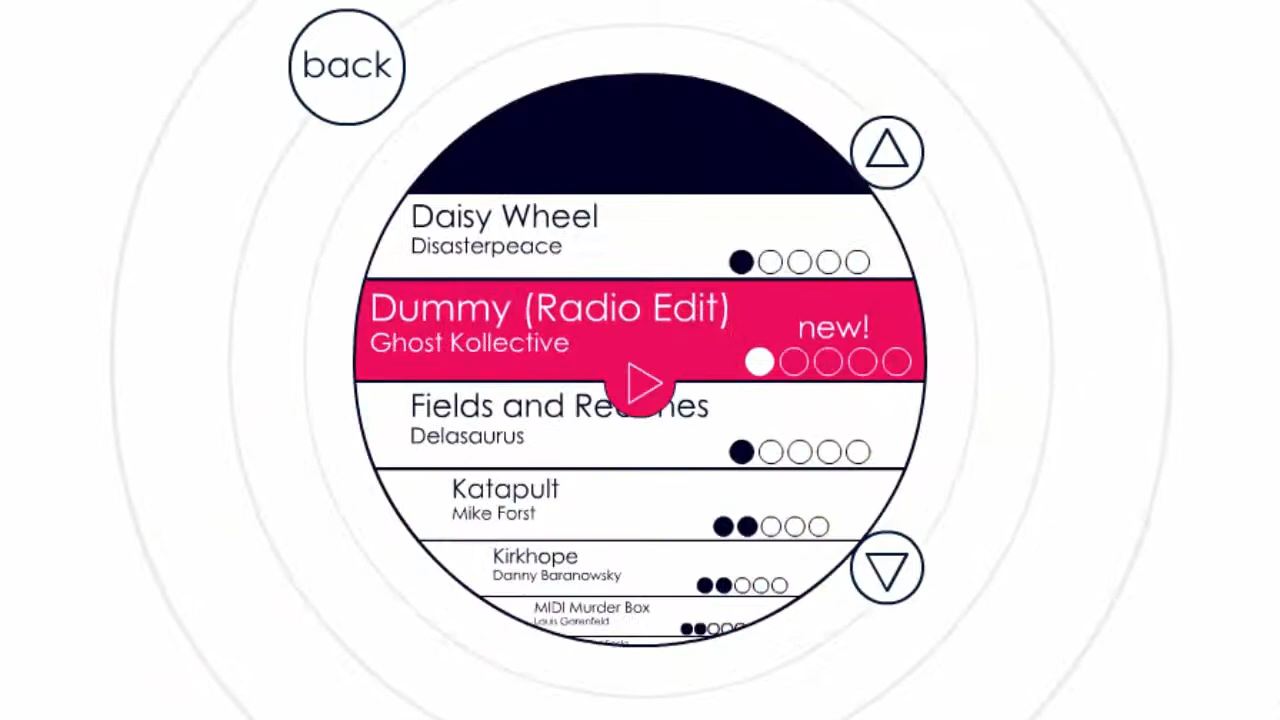 back
Daisy Wheel
Disasterpeace
Dummy (Radio Edit)
new!
Ghost Kollective
Fields and
Delasaurus
Katapult
Mike Forst
Kirkhope
Danny Baranowsky
MIDI Murder Box
Louis Gorenfeld